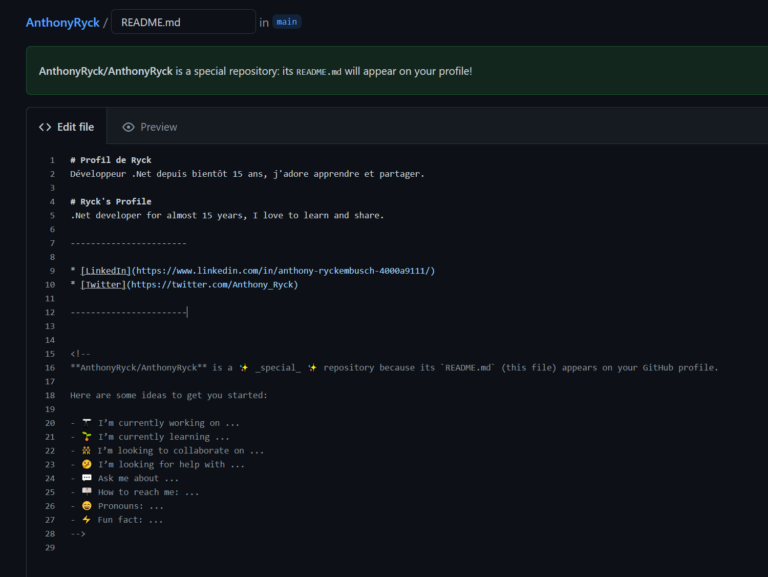 AnthonyRyck / README.md in main
AnthonyRyck/AnthonyRyck is a special repository: its README.md will appear on your profile!
<> Edit file Preview
1 # Profil de Ryck
2 Développeur .Net depuis bientôt 15 ans, j'adore apprendre et partager.
3
4 # Ryck's Profile
5 .Net developer for almost 15 years, I love to learn and share.
6
7 -----------------------
8
9 * [LinkedIn](https://www.linkedin.com/in/anthony-ryckembusch-4000a9111/)
10 * [Twitter](https://twitter.com/Anthony_Ryck)
11
12 -----------------------
13
14
15 <!--
16 **AnthonyRyck/AnthonyRyck** is a ✨ _special_ ✨ repository because its `README.md` (this file) appears on your GitHub profile.
17
18 Here are some ideas to get you started:
19
20 - 🔭 I'm currently working on ...
21 - 🌱 I'm currently learning ...
22 - 👯 I'm looking to collaborate on ...
23 - 🤔 I'm looking for help with ...
24 - 💬 Ask me about ...
25 - 📫 How to reach me: ...
26 - 😄 Pronouns: ...
27 - ⚡ Fun fact: ...
28 -->
29